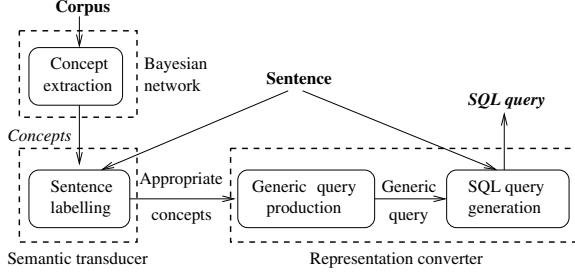 Corpus
Concept
extraction
Bayesian
network
Sentence
SQL query
Concepts
Sentence
labelling
Appropriate
concepts
Generic query
production
Generic
query
SQL query
generation
Semantic transducer
Representation converter